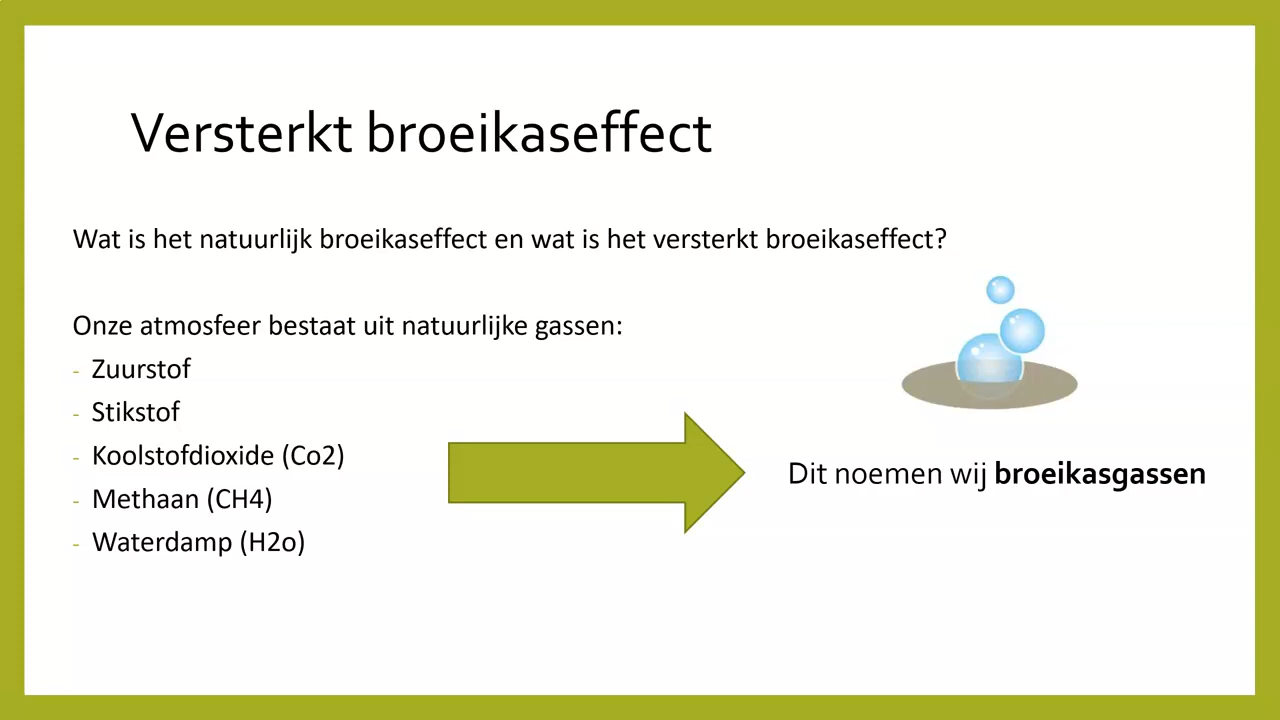 Versterkt broeikaseffect
Wat is het natuurlijk broeikaseffect en wat is het versterkt broeikaseffect?
Onze atmosfeer bestaat uit natuurlijke gassen:
- Zuurstof
- Stikstof
- Koolstofdioxide (Co2)
- Methaan (CH4)
- Waterdamp (H2o)
Dit noemen wij broeikasgassen